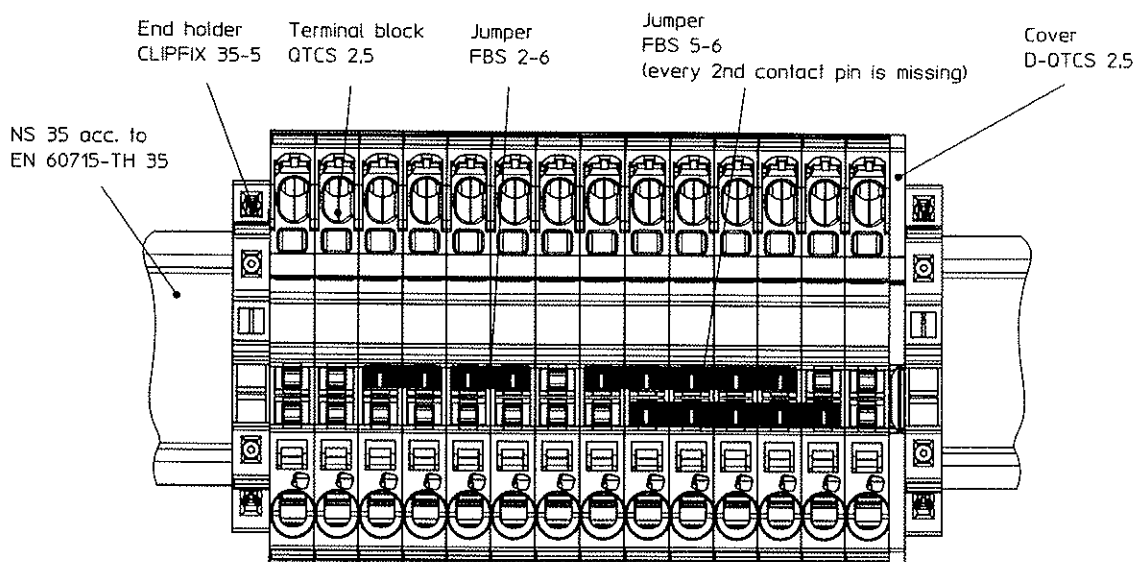 End holder
CLIPFIX 35-5
Terminal block
QTCS 2,5
Jumper
FBS 2-6
Jumper
FBS 5-6
(every 2nd contact pin is missing)
Cover
D-QTCS 2,5
NS 35 acc. to
EN 60715-TH 35